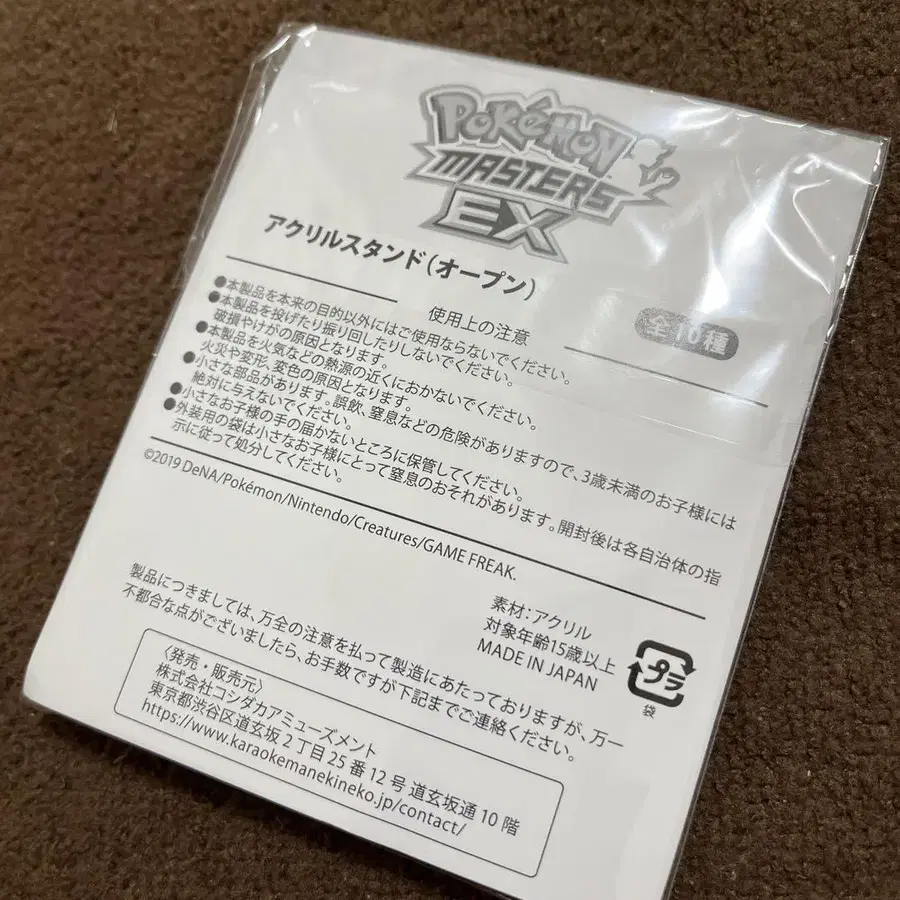 POKéMON
MASTERS
EX
アクリルスタンド(オープン)
全10種
使用上の注意
●本製品を本来の目的以外にはご使用ならないでください。
●本製品を投げたり振り回したりしないでください。
破損やけがの原因となります。
●本製品を火気などの熱源の近くにおかないでください。
火災や変形、変色の原因となります。
●小さな部品があります。誤飲、窒息などの危険がありますので、3歳未満のお子様には
絶対に与えないでください。
●小さなお子様の手の届かないところに保管してください。
●外装用の袋は小さなお子様にとって窒息のおそれがあります。開封後は各自治体の指
示に従って処分してください。
©2019 DeNA/Pokémon/Nintendo/Creatures/GAME FREAK.
素材:アクリル
対象年齢15歳以上
MADE IN JAPAN
プラ
袋
製品につきましては、万全の注意を払って製造にあたっておりますが、万一
不都合な点がございましたら、お手数ですが下記までご連絡ください。
〈発売・販売元〉
株式会社コシダカアミューズメント
東京都渋谷区道玄坂2丁目25番12号 道玄坂通10階
https://www.karaokemanekineko.jp/contact/